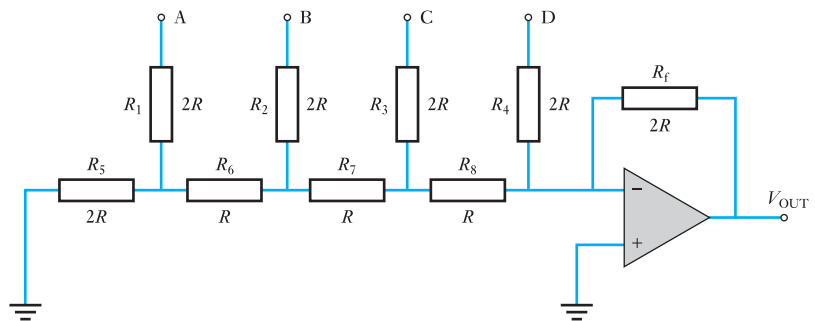 A B C D
R1 2R R2 2R R3 2R R4 2R Rf 2R
R5 2R R6 R R7 R R8 R
−
+
VOUT